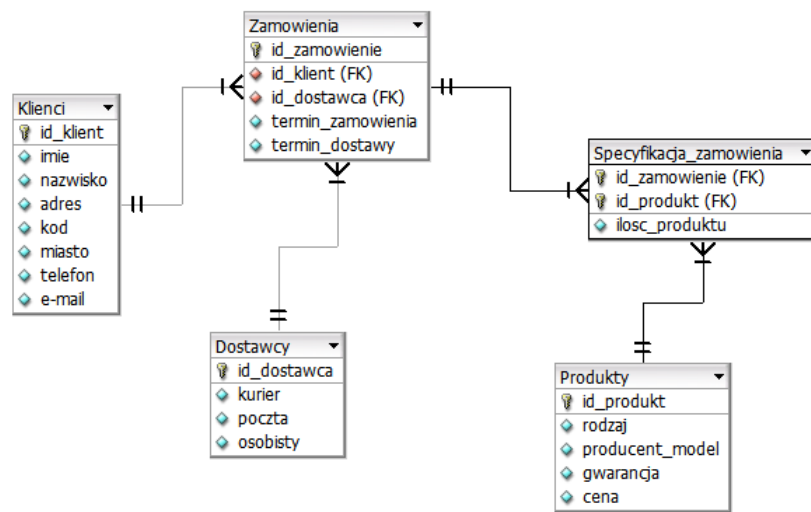 Zamowienia
id_zamowienie
id_klient (FK)
id_dostawca (FK)
termin_zamowienia
termin_dostawy
Klienci
id_klient
imie
nazwisko
adres
kod
miasto
telefon
e-mail
Specyfikacja_zamowienia
id_zamowienie (FK)
id_produkt (FK)
ilosc_produktu
Dostawcy
id_dostawca
kurier
poczta
osobisty
Produkty
id_produkt
rodzaj
producent_model
gwarancja
cena